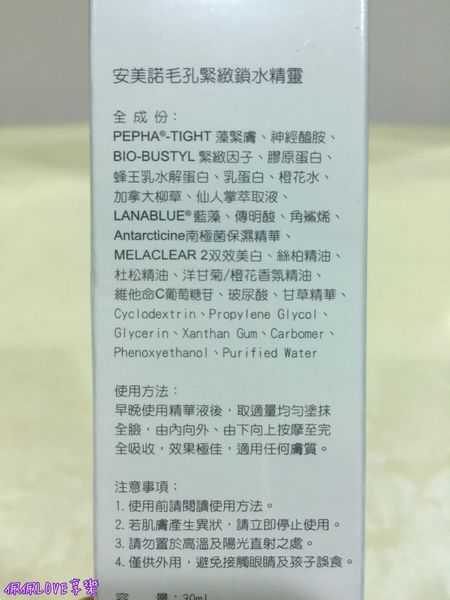 安美諾毛孔緊緻鎖水精靈
全成份：
PEPHA®-TIGHT 藻緊膚、神經醯胺、
BIO-BUSTYL 緊緻因子、膠原蛋白、
蜂王乳水解蛋白、乳蛋白、橙花水、
加拿大柳草、仙人掌萃取液、
LANABLUE® 藍藻、傳明酸、角鯊烯、
Antarcticine南極菌保濕精華、
MELACLEAR 2双效美白、絲柏精油、
杜松精油、洋甘菊/橙花香氛精油、
維他命C葡萄糖苷、玻尿酸、甘草精華、
Cyclodextrin、Propylene Glycol、
Glycerin、Xanthan Gum、Carbomer、
Phenoxyethanol、Purified Water
使用方法：
早晚使用精華液後，取適量均勻塗抹
全臉，由內向外、由下向上按摩至完
全吸收，效果極佳，適用任何膚質。
注意事項：
1. 使用前請閱讀使用方法。
2. 若肌膚產生異狀，請立即停止使用。
3. 請勿置於高溫及陽光直射之處。
4. 僅供外用，避免接觸眼睛及孩子誤食。
容　量：30ml
佩佩LOVE享樂